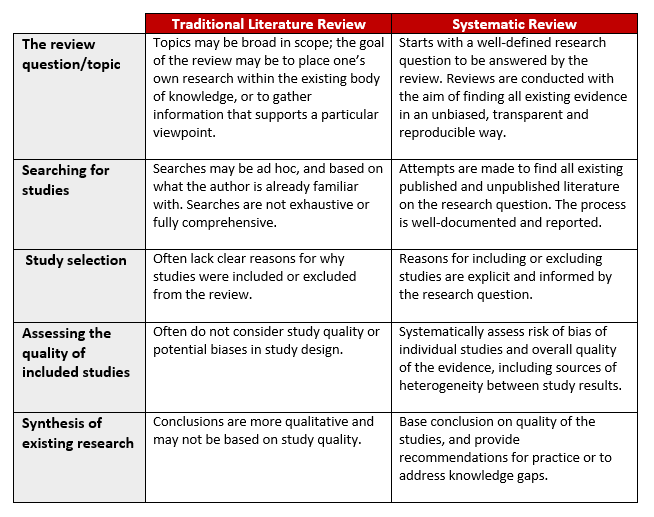 Traditional Literature Review
Systematic Review
The review
question/topic
Topics may be broad in scope; the goal
of the review may be to place one's
own research within the existing body
of knowledge, or to gather
information that supports a particular
viewpoint.
Starts with a well-defined research
question to be answered by the
review. Reviews are conducted with
the aim of finding all existing evidence
in an unbiased, transparent and
reproducible way.
Searching for
studies
Searches may be ad hoc, and based on
what the author is already familiar
with. Searches are not exhaustive or
fully comprehensive.
Attempts are made to find all existing
published and unpublished literature
on the research question. The process
is well-documented and reported.
Study selection
Often lack clear reasons for why
studies were included or excluded
from the review.
Reasons for including or excluding
studies are explicit and informed by
the research question.
Assessing the
quality of
included studies
Often do not consider study quality or
potential biases in study design.
Systematically assess risk of bias of
individual studies and overall quality
of the evidence, including sources of
heterogeneity between study results.
Synthesis of
existing research
Conclusions are more qualitative and
may not be based on study quality.
Base conclusion on quality of the
studies, and provide
recommendations for practice or to
address knowledge gaps.